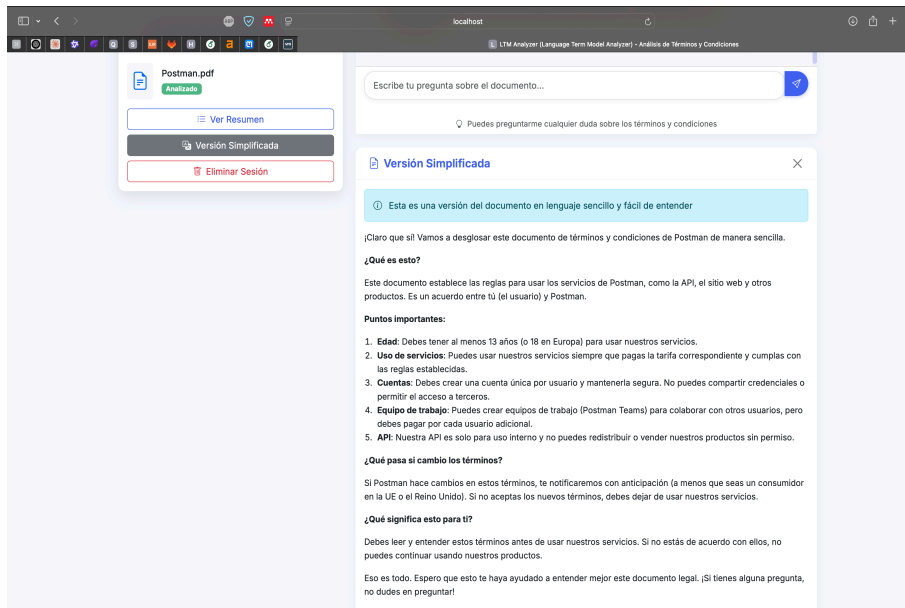 localhost
LTM Analyzer (Language Term Model Analyzer) - Análisis de Términos y Condiciones
Postman.pdf
Analizado
Ver Resumen
Versión Simplificada
Eliminar Sesión
Escribe tu pregunta sobre el documento...
Puedes preguntarme cualquier duda sobre los términos y condiciones
Versión Simplificada
Esta es una versión del documento en lenguaje sencillo y fácil de entender
¡Claro que sí! Vamos a desglosar este documento de términos y condiciones de Postman de manera sencilla.
¿Qué es esto?
Este documento establece las reglas para usar los servicios de Postman, como la API, el sitio web y otros
productos. Es un acuerdo entre tú (el usuario) y Postman.
Puntos importantes:
1. Edad: Debes tener al menos 13 años (o 18 en Europa) para usar nuestros servicios.
2. Uso de servicios: Puedes usar nuestros servicios siempre que pagas la tarifa correspondiente y cumplas con
las reglas establecidas.
3. Cuentas: Debes crear una cuenta única por usuario y mantenerla segura. No puedes compartir credenciales o
permitir el acceso a terceros.
4. Equipo de trabajo: Puedes crear equipos de trabajo (Postman Teams) para colaborar con otros usuarios, pero
debes pagar por cada usuario adicional.
5. API: Nuestra API es solo para uso interno y no puedes redistribuir o vender nuestros productos sin permiso.
¿Qué pasa si cambio los términos?
Si Postman hace cambios en estos términos, te notificaremos con anticipación (a menos que seas un consumidor
en la UE o el Reino Unido). Si no aceptas los nuevos términos, debes dejar de usar nuestros servicios.
¿Qué significa esto para ti?
Debes leer y entender estos términos antes de usar nuestros servicios. Si no estás de acuerdo con ellos, no
puedes continuar usando nuestros productos.
Eso es todo. Espero que esto te haya ayudado a entender mejor este documento legal. ¡Si tienes alguna pregunta,
no dudes en preguntar!